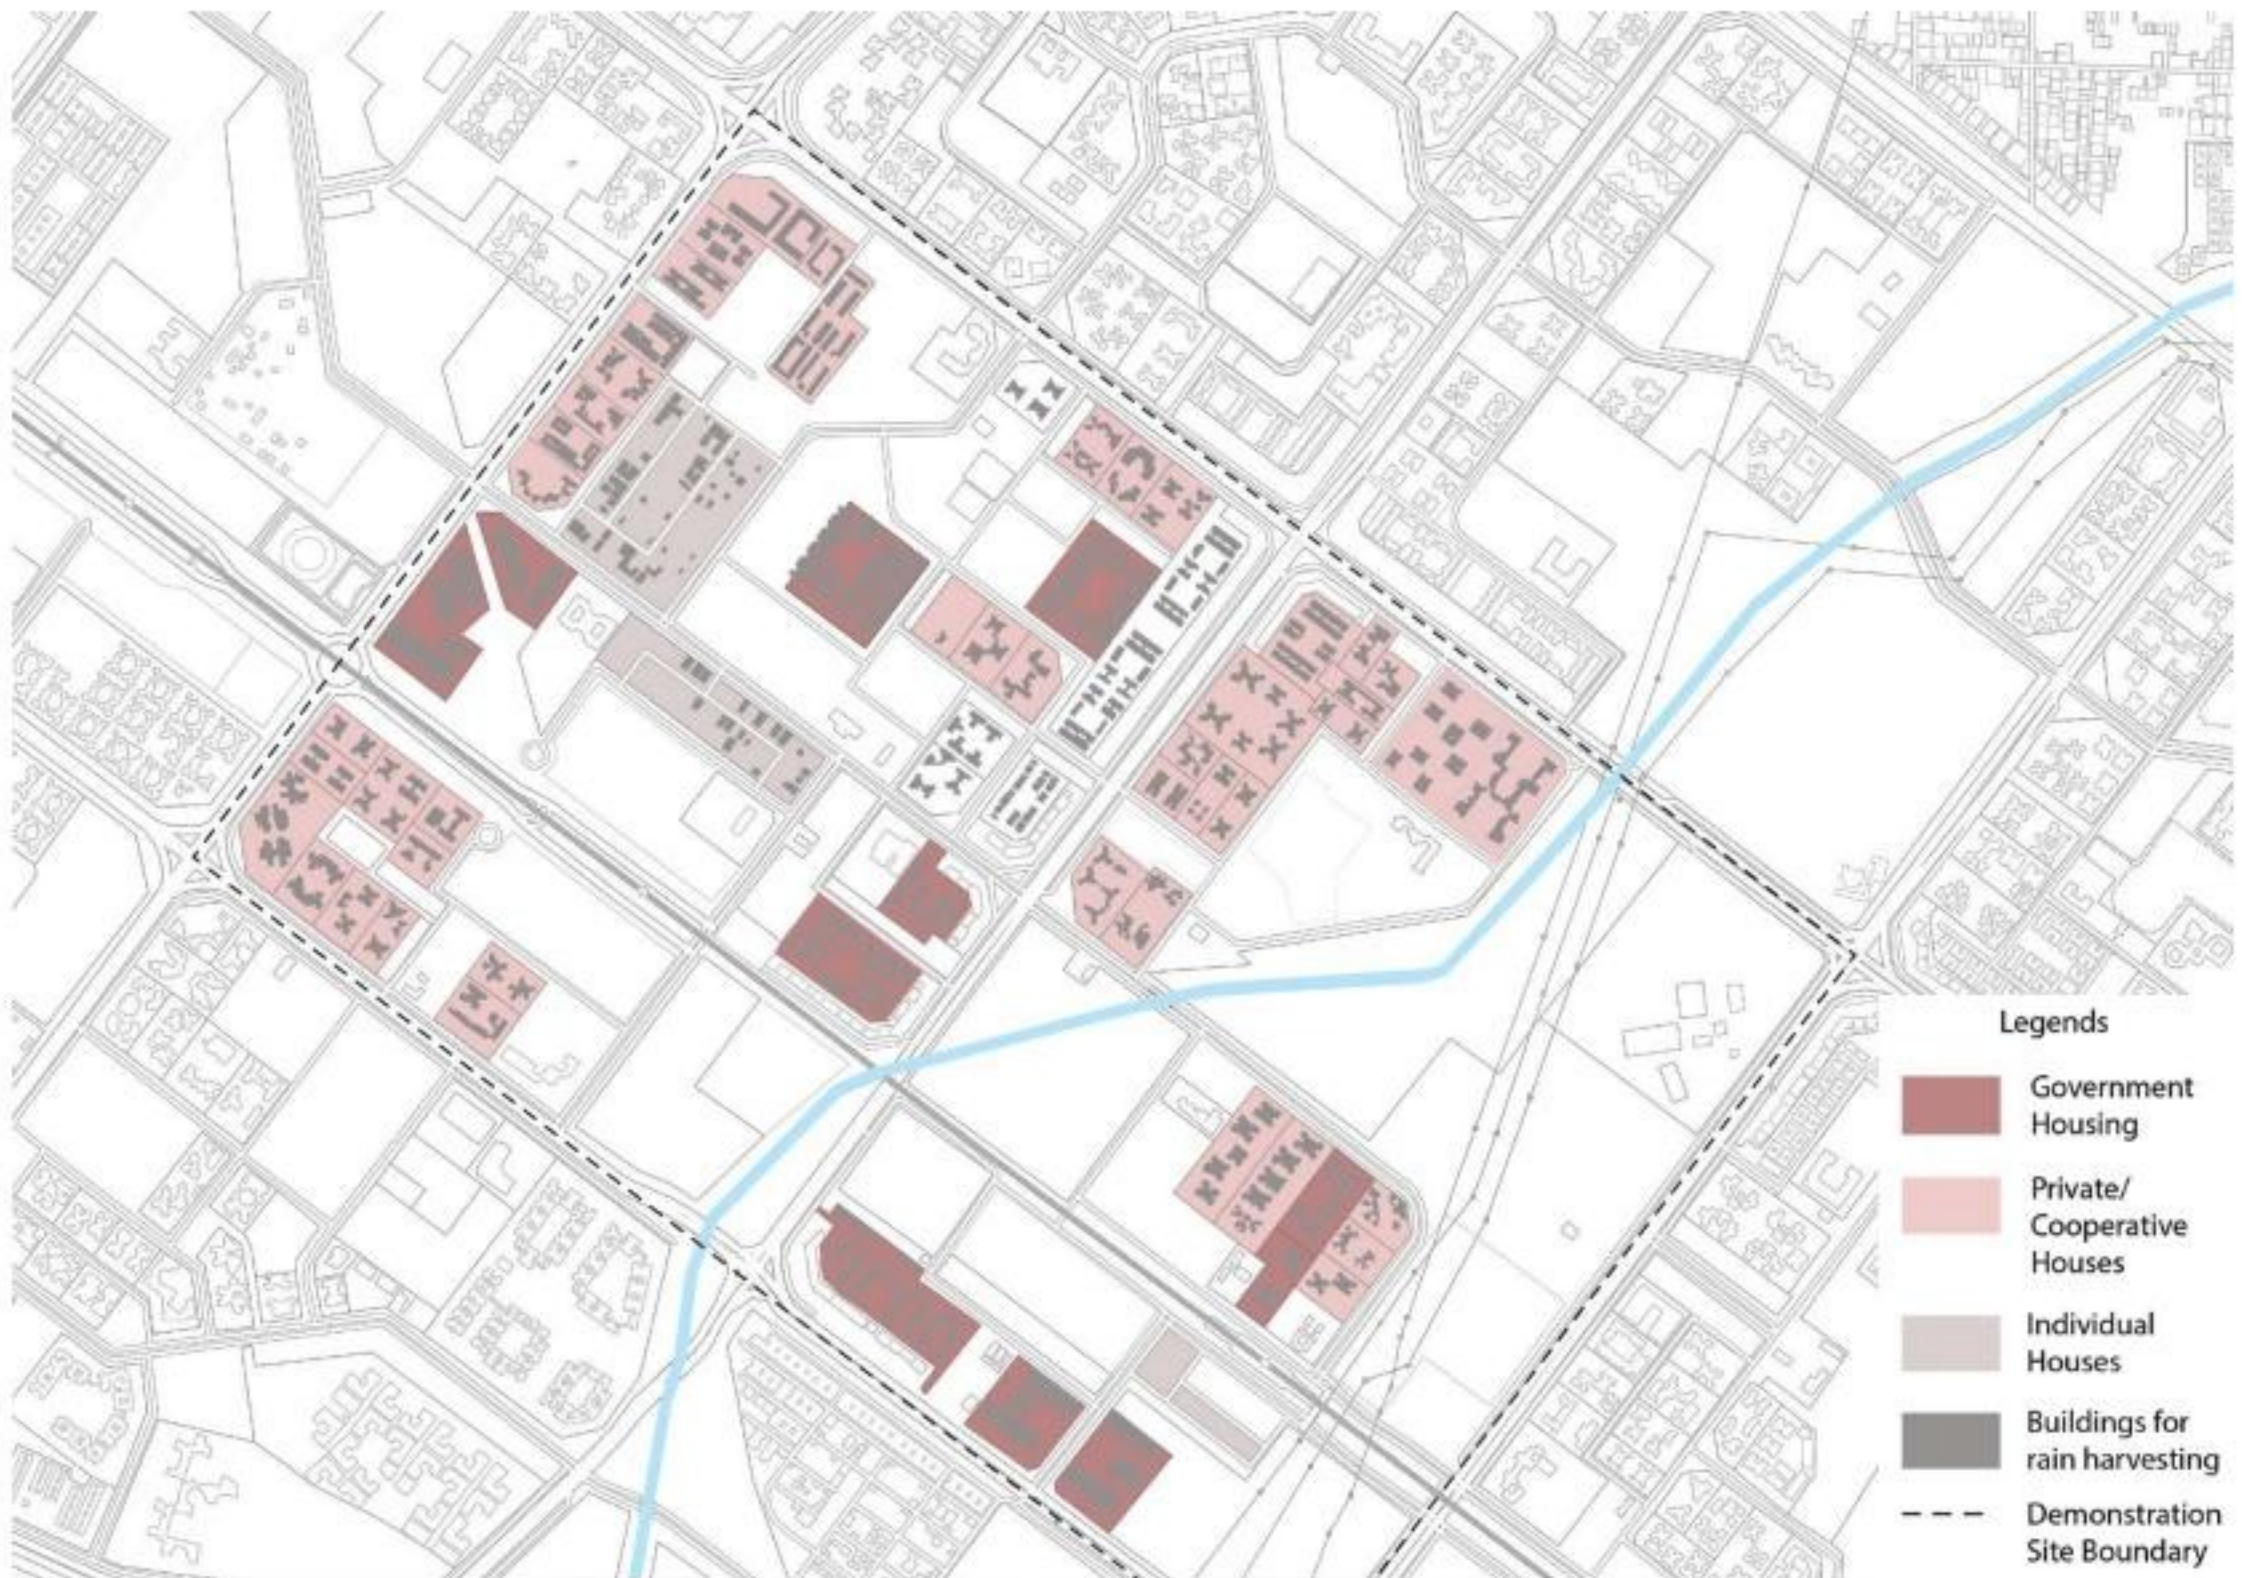 Legends
Government
Housing
Private/
Cooperative
Houses
Individual
Houses
Buildings for
rain harvesting
Demonstration
Site Boundary